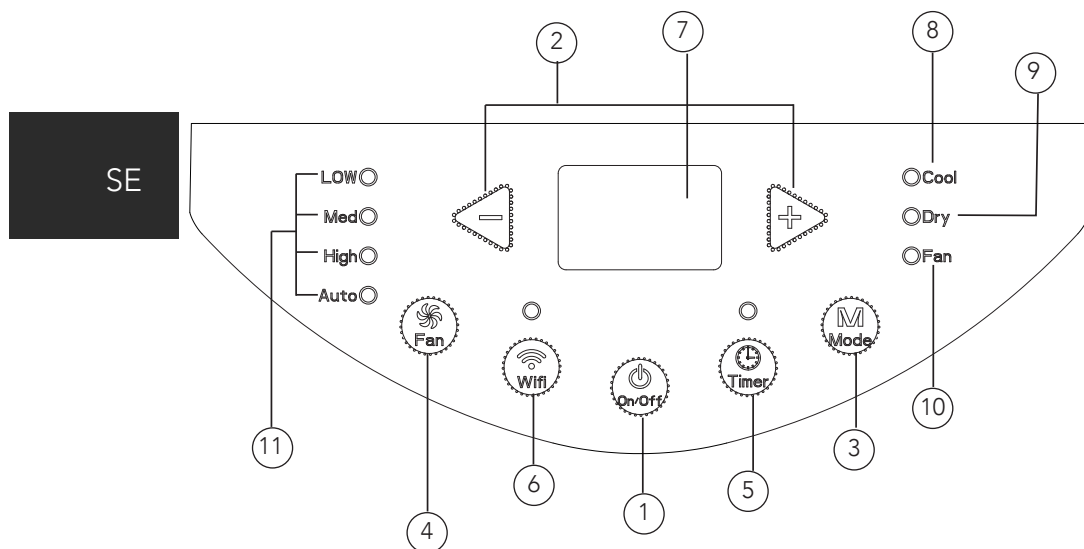 2
7
8
9
SE
LOW
Med
High
Auto
Cool
Dry
Fan
Fan
Wifi
On/Off
Timer
M
Mode
11
4
6
1
5
3
10